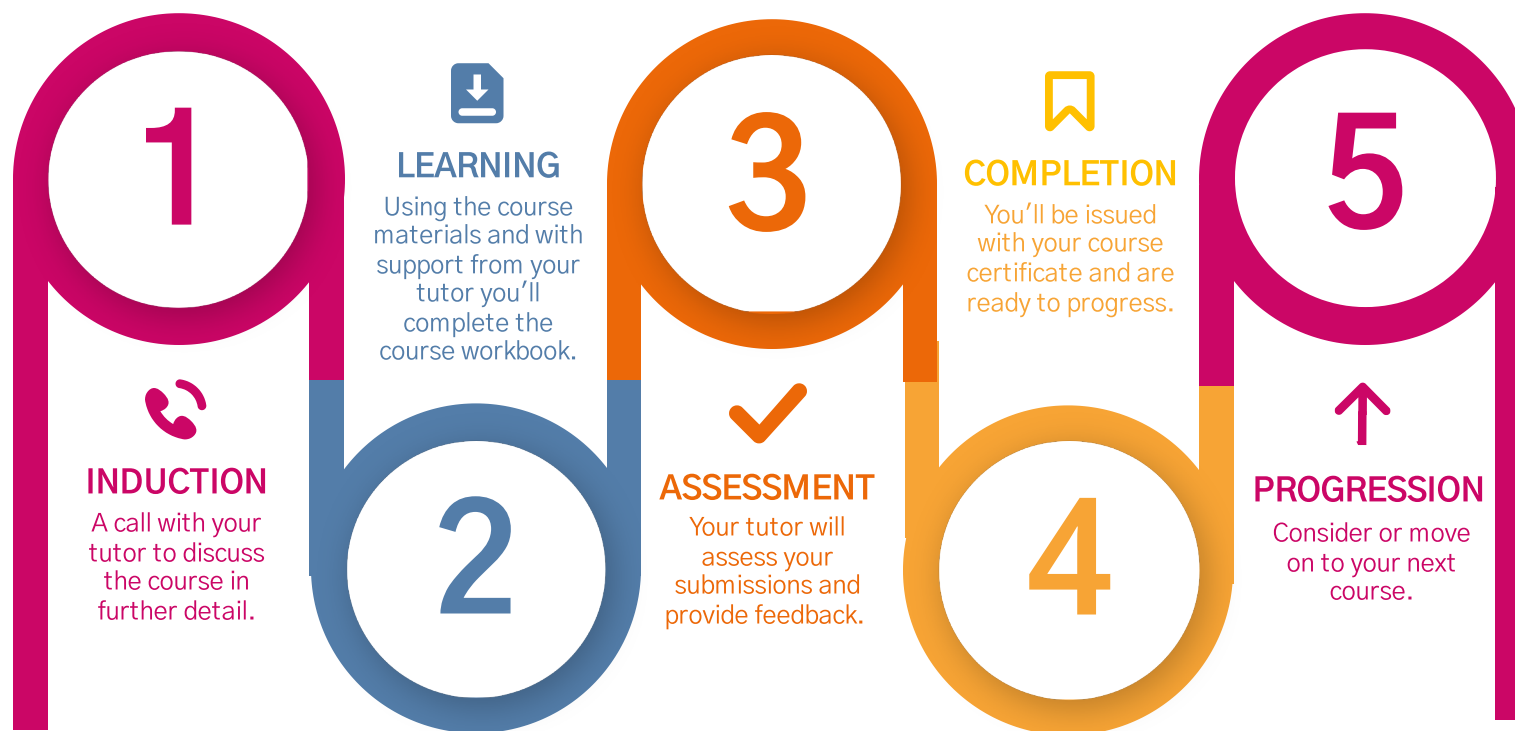 1
INDUCTION
A call with your
tutor to discuss
the course in
further detail.
LEARNING
Using the course
materials and with
support from your
tutor you'll
complete the
course workbook.
2
3
ASSESSMENT
Your tutor will
assess your
submissions and
provide feedback.
COMPLETION
You'll be issued
with your course
certificate and are
ready to progress.
4
5
PROGRESSION
Consider or move
on to your next
course.